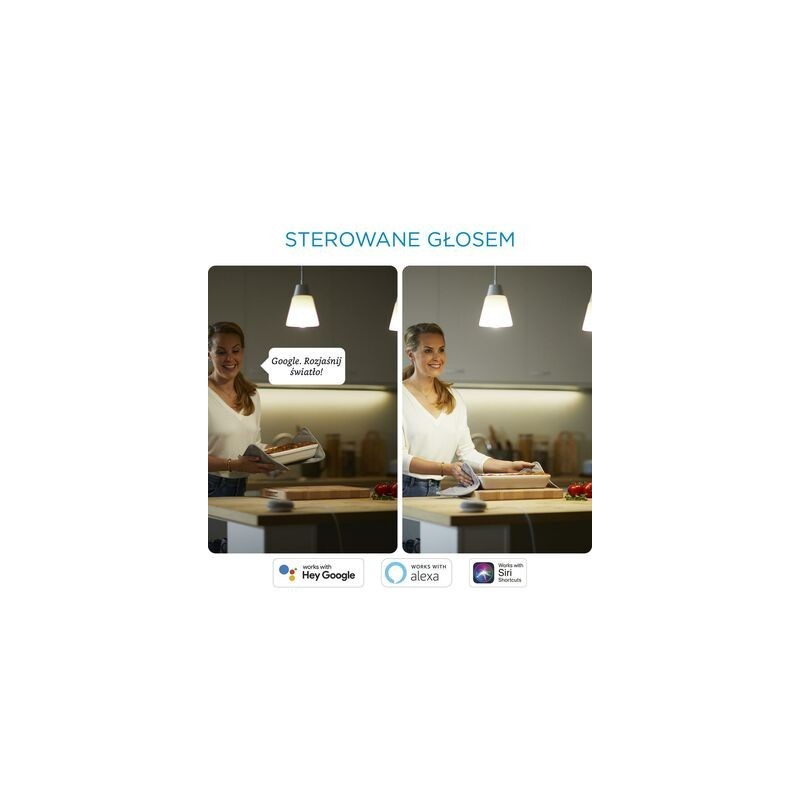 STEROWANE GŁOSEM
Google. Rozjaśnij
światło!
works with
Hey Google
WORKS WITH
alexa
Works with
Siri
Shortcuts